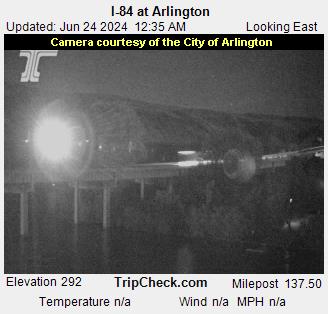 I-84 at Arlington
Updated: Jun 24 2024 12:35 AM Looking East
Camera courtesy of the City of Arlington
Elevation 292 TripCheck.com Milepost 137.50
Temperature n/a Wind n/a MPH n/a